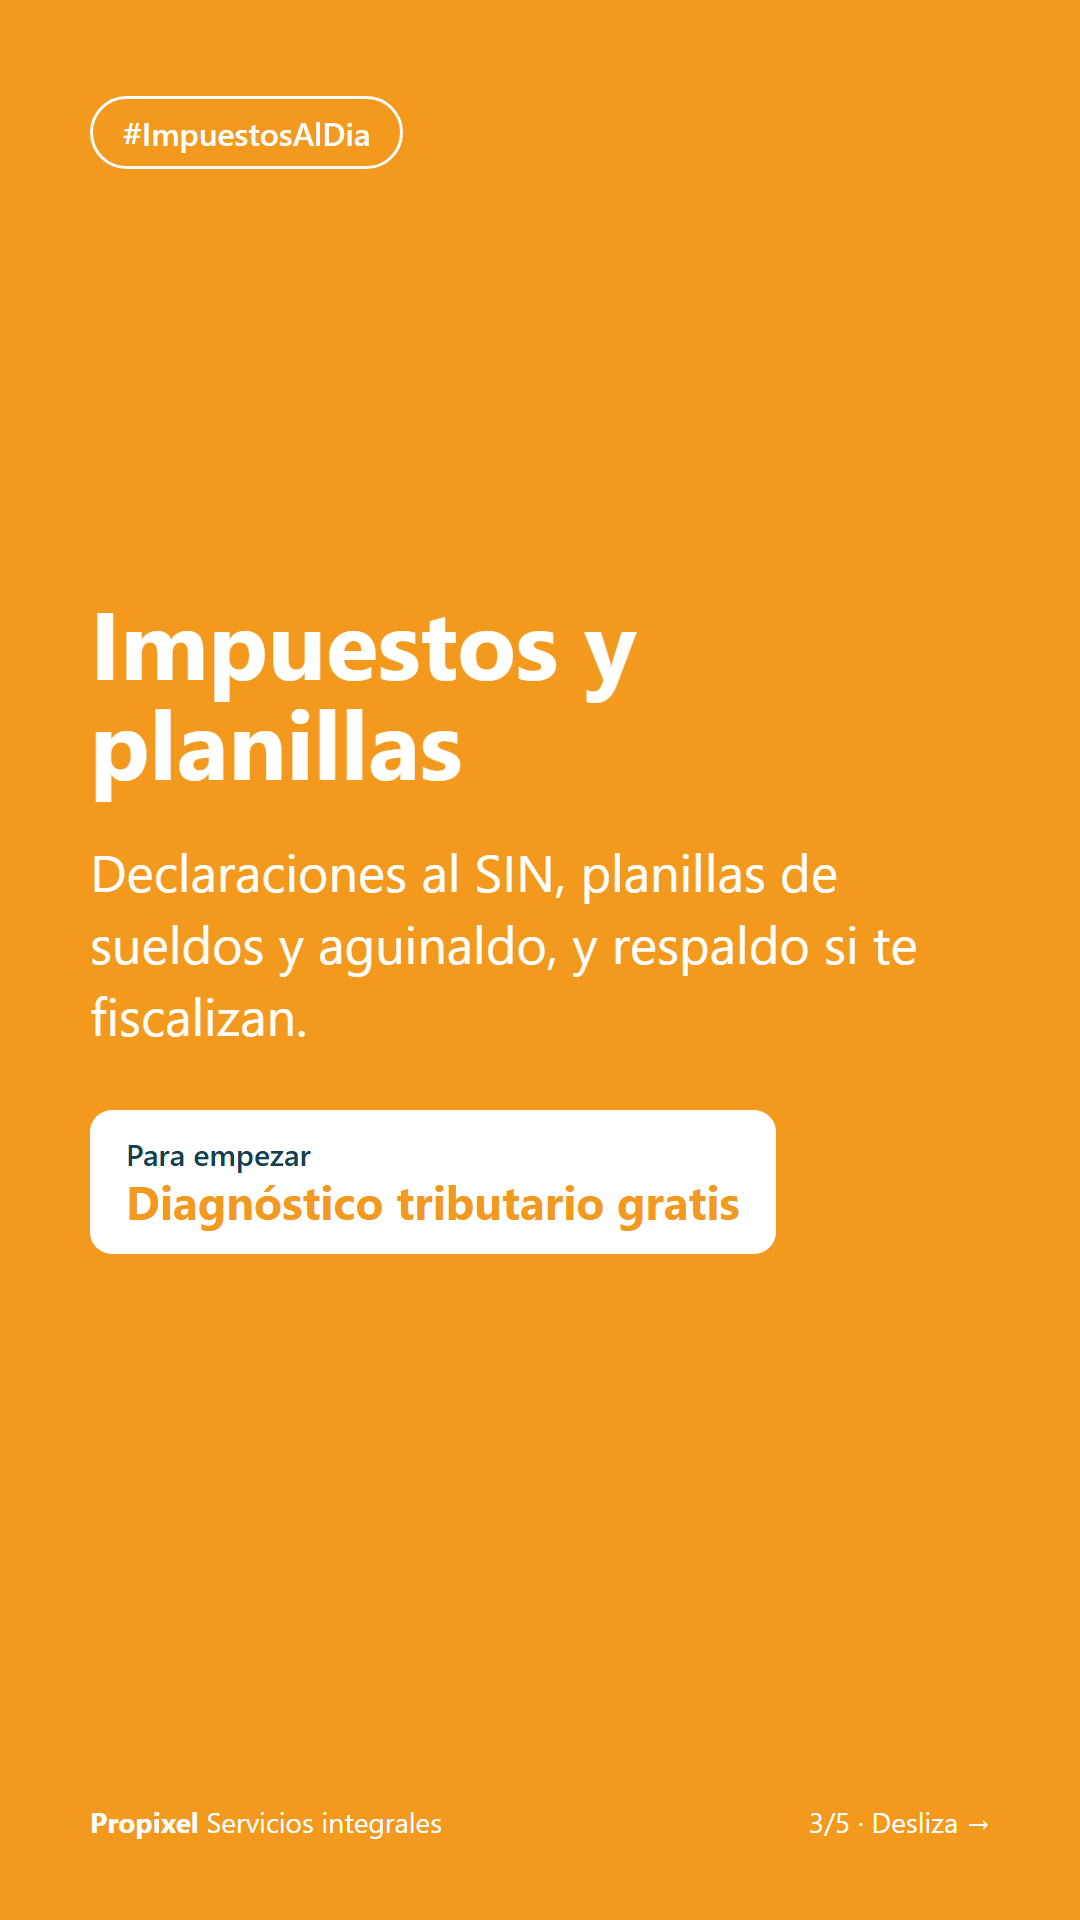 #ImpuestosAlDia
Impuestos y
planillas
Declaraciones al SIN, planillas de
sueldos y aguinaldo, y respaldo si te
fiscalizan.
Para empezar
Diagnóstico tributario gratis
Propixel Servicios integrales
3/5 · Desliza →